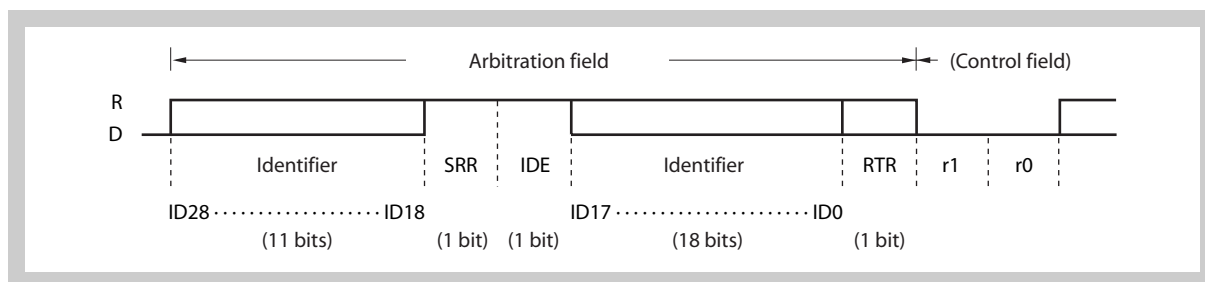 Arbitration field (Control field)
R
D
Identifier SRR IDE Identifier RTR r1 r0
ID28 · · · · · · · · · · · · · · · · · · · ID18 ID17 · · · · · · · · · · · · · · · · · · · · · · ID0
(11 bits) (1 bit) (1 bit) (18 bits) (1 bit)